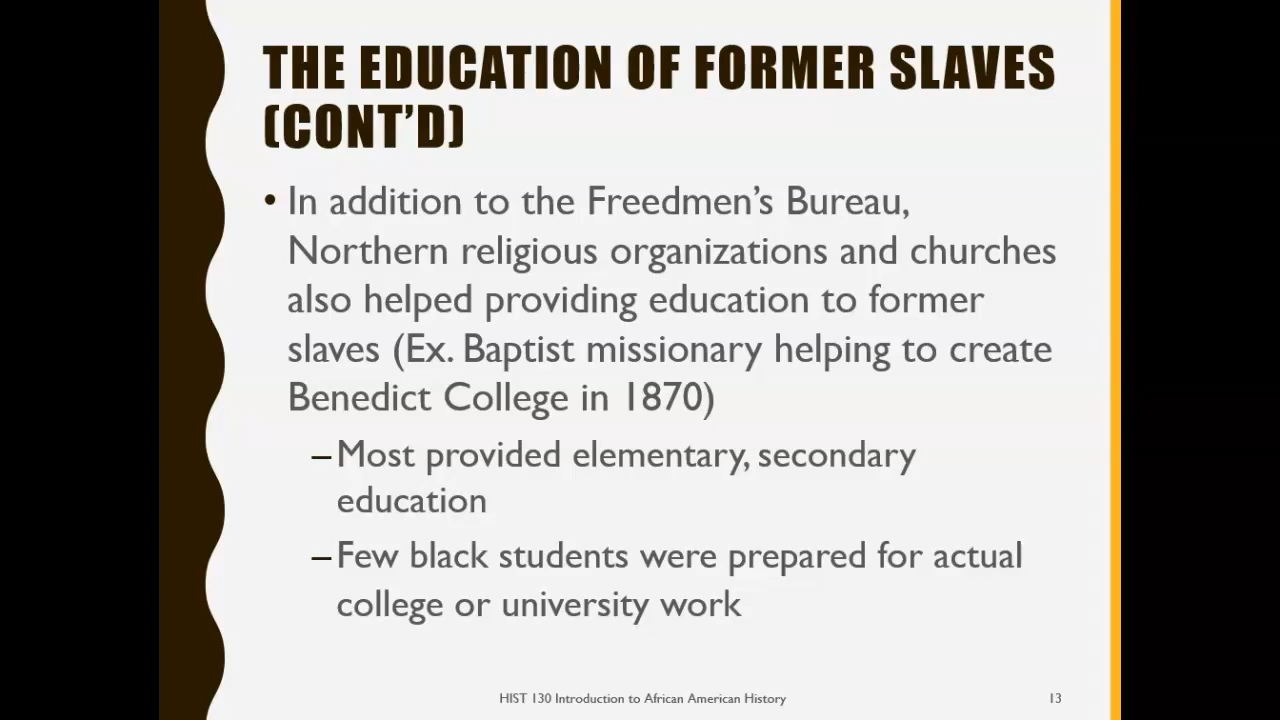 THE EDUCATION OF FORMER SLAVES
(CONT’D)
• In addition to the Freedmen’s Bureau,
Northern religious organizations and churches
also helped providing education to former
slaves (Ex. Baptist missionary helping to create
Benedict College in 1870)
–Most provided elementary, secondary
education
–Few black students were prepared for actual
college or university work
HIST 130 Introduction to African American History
13